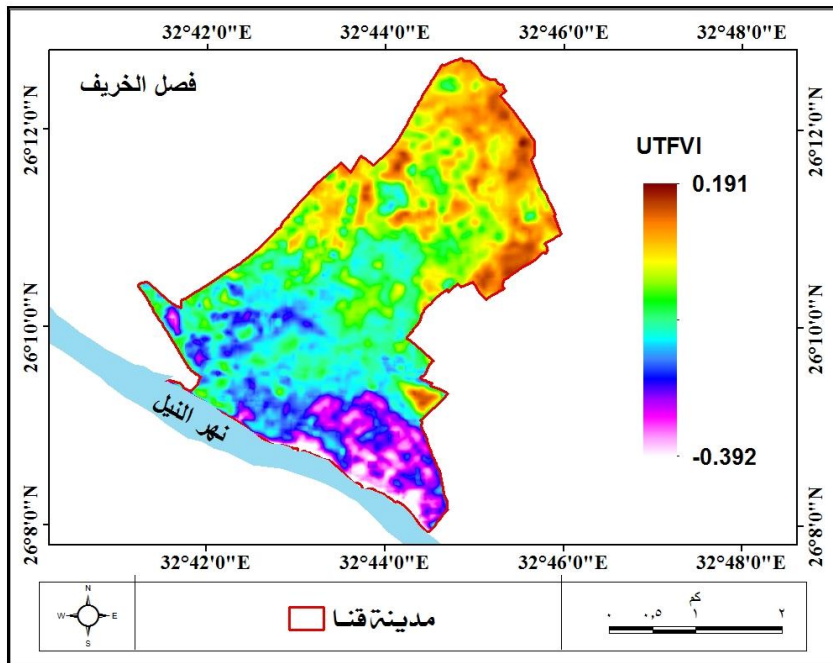 32°42'0"E 32°44'0"E 32°46'0"E 32°48'0"E
فصل الخريف
26°12'0"N 26°12'0"N
UTFVI
0.191
26°10'0"N 26°10'0"N
نهر النيل
-0.392
26°8'0"N 26°8'0"N
32°42'0"E 32°44'0"E 32°46'0"E 32°48'0"E
N
W E
S
مدينة قنا
كم
٠ ٠,٥ ١ ٢